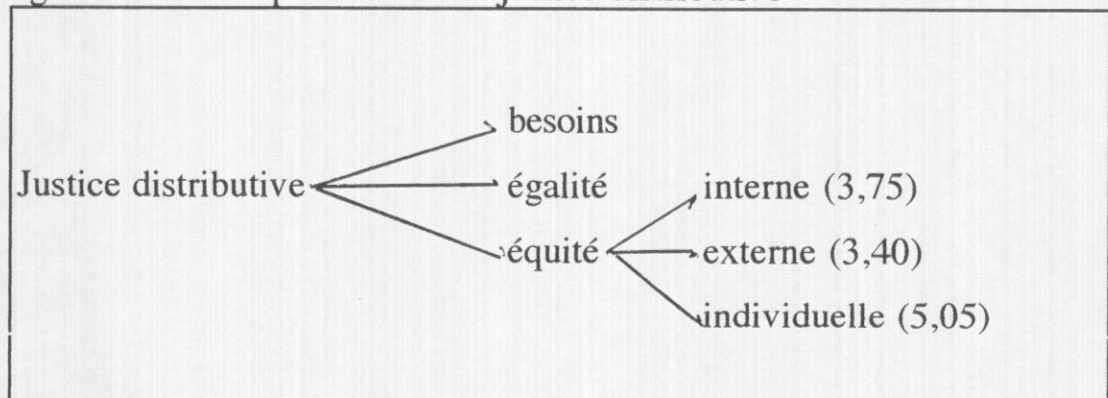 besoins
Justice distributive égalité interne (3,75)
équité externe (3,40)
individuelle (5,05)